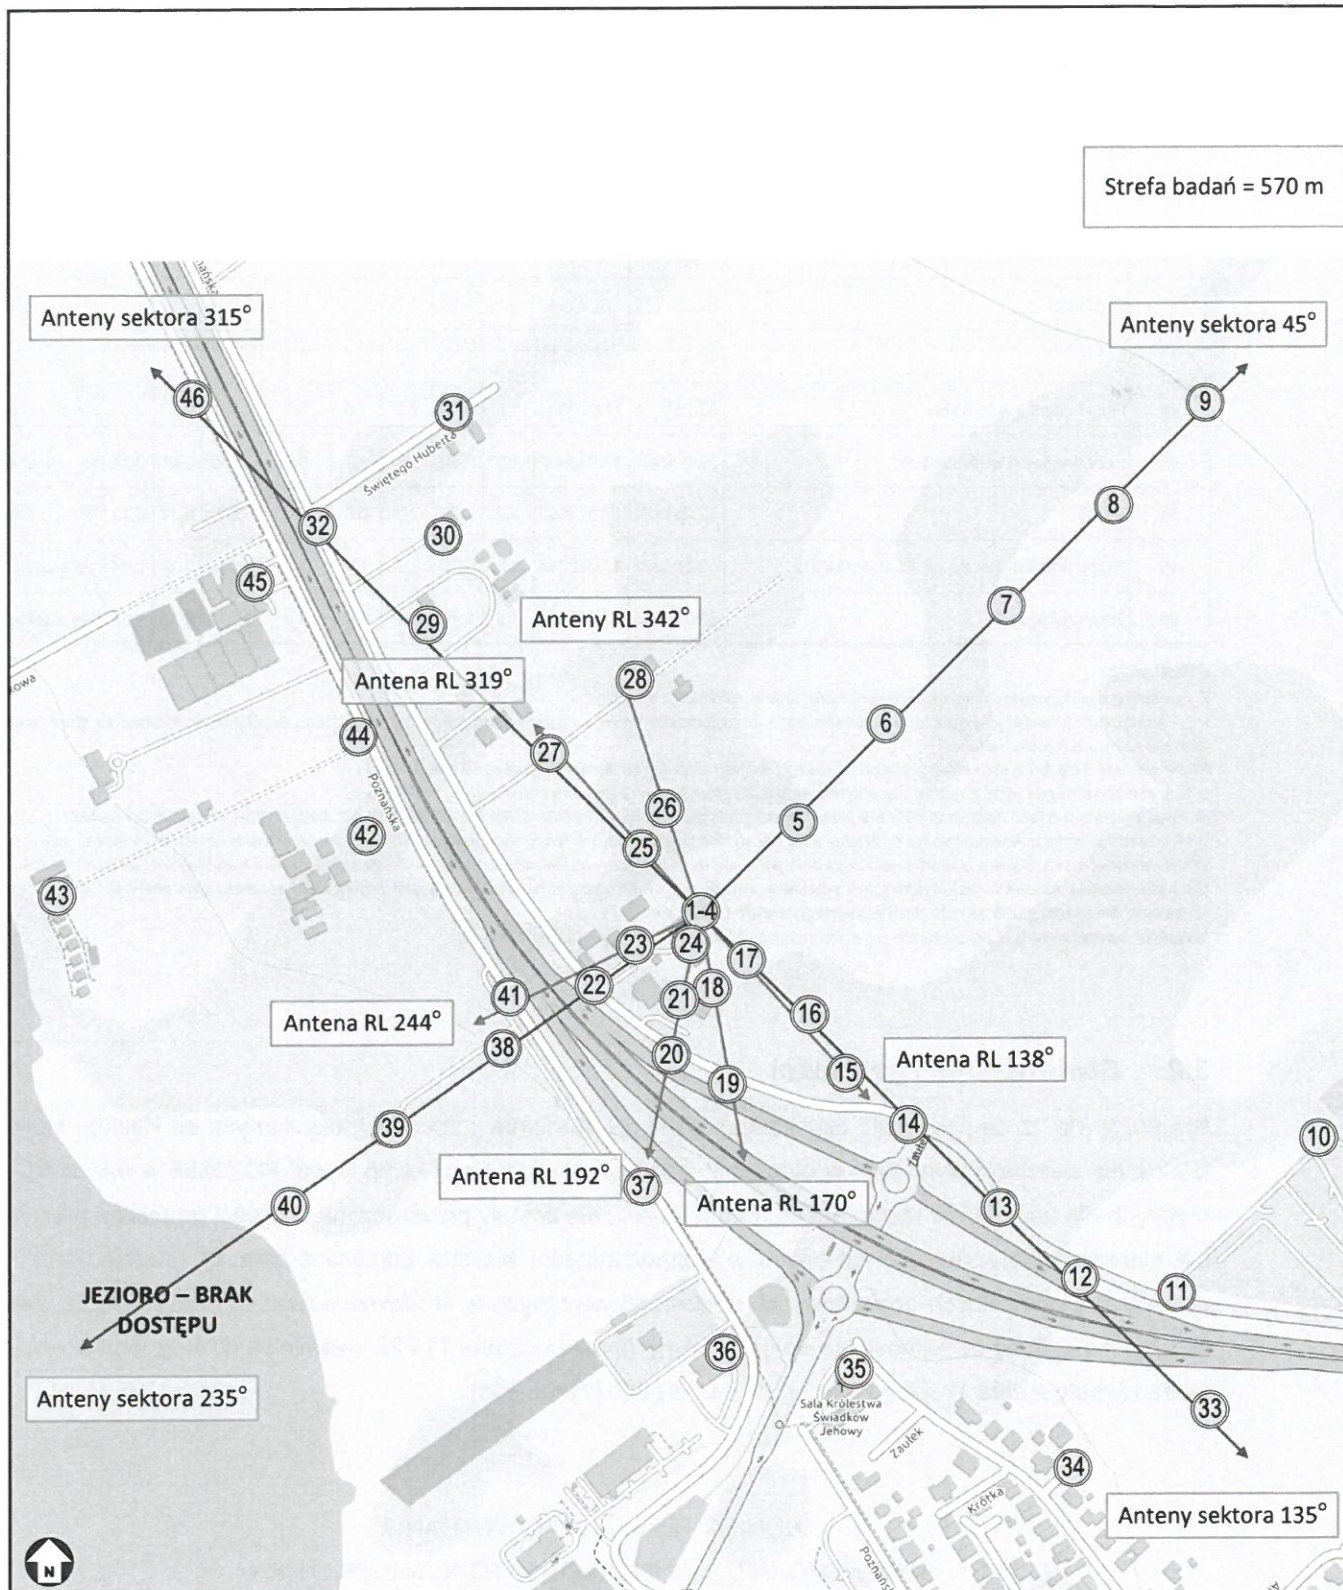 Strefa badań = 570 m
Anteny sektora 315°
Anteny sektora 45°
46
31
9
Świętego Huberta
8
32
30
45
7
29
Anteny RL 342°
Antena RL 319°
28
6
44
27
Poznańska
26
5
42
25
43
1-4
23
24
17
22
18
41
21
16
Antena RL 244°
38
20
15
Antena RL 138°
19
39
14
10
Antena RL 192°
37
Antena RL 170°
40
13
12
11
JEZIORO – BRAK
DOSTĘPU
36
35
Anteny sektora 235°
Sala Królestwa
Świadków
Jehowy
33
Zaułek
34
Krótka
Anteny sektora 135°
Poznańska
N